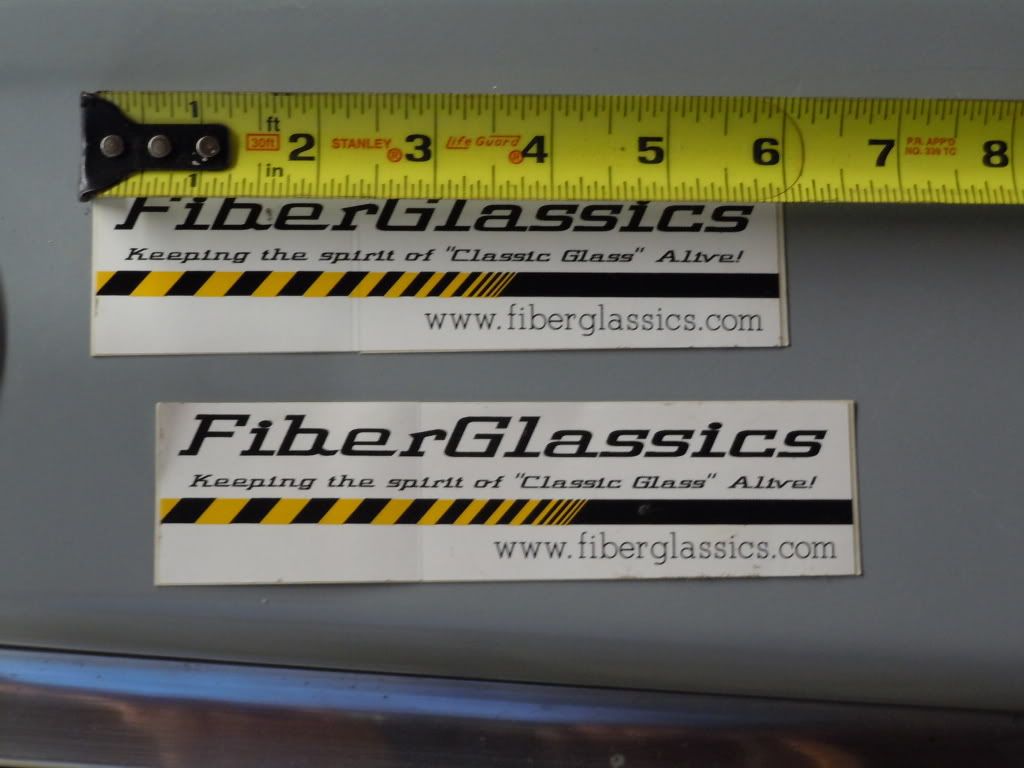 1 ft
30ft 2 STANLEY® 3 Life Guard® 4 5 6 7 P.R. APP'D NO. 339 TC 8
1 in
FiberGlassics
Keeping the spirit of "Classic Glass" Alive!
www.fiberglassics.com
FiberGlassics
Keeping the spirit of "Classic Glass" Alive!
www.fiberglassics.com